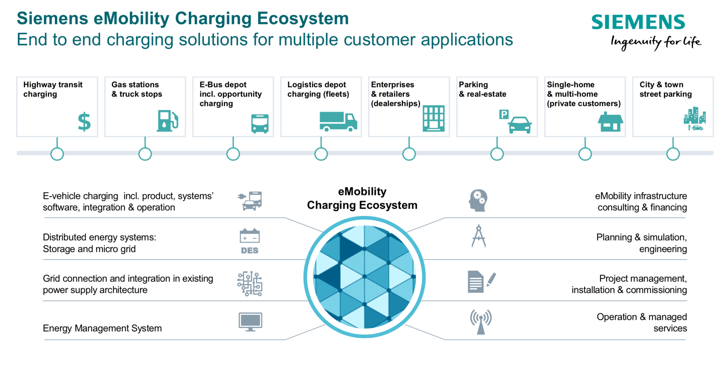 Siemens eMobility Charging Ecosystem
End to end charging solutions for multiple customer applications
SIEMENS
Ingenuity for life
Highway transit
charging
$
Gas stations
& truck stops
E-Bus depot
incl. opportunity
charging
Logistics depot
charging (fleets)
Enterprises
& retailers
(dealerships)
Parking
& real-estate
P
Single-home
& multi-home
(private customers)
City & town
street parking
E-vehicle charging incl. product, systems'
software, integration & operation
Distributed energy systems:
Storage and micro grid
DES
Grid connection and integration in existing
power supply architecture
Energy Management System
eMobility
Charging Ecosystem
eMobility infrastructure
consulting & financing
Planning & simulation,
engineering
Project management,
installation & commissioning
Operation & managed
services